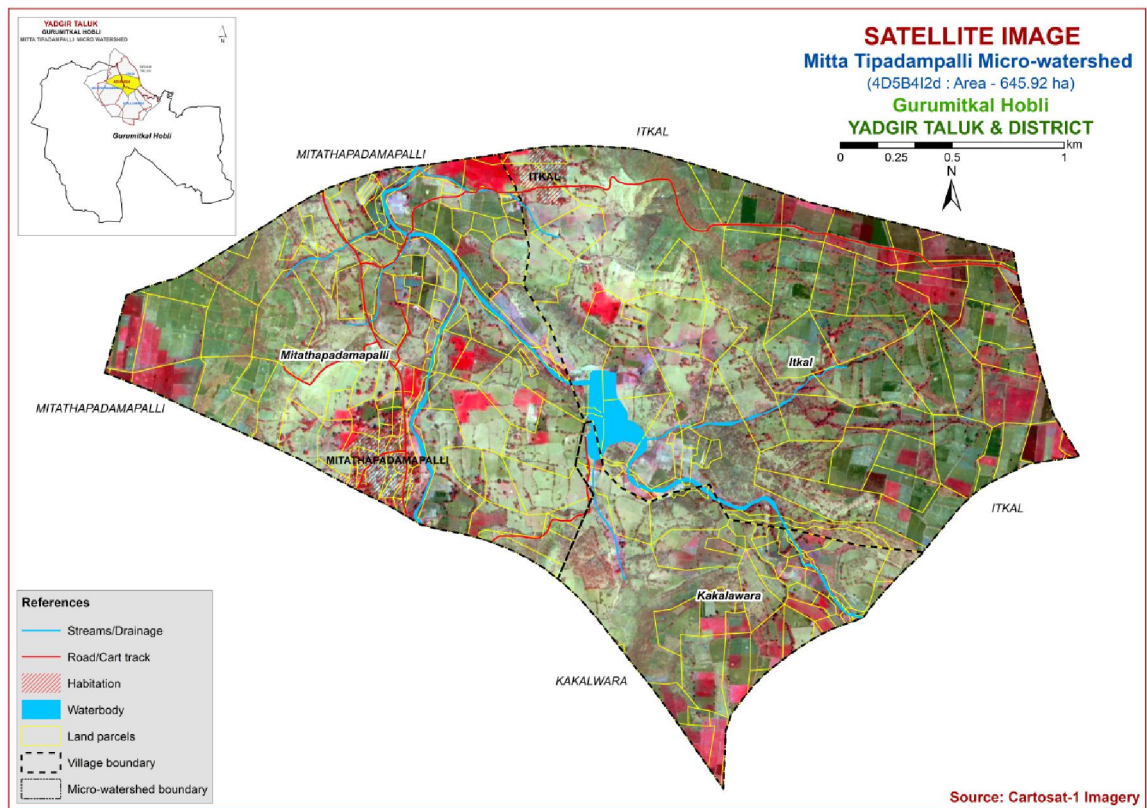 YADGIR TALUK
GURUMITKAL HOBLI
MITTA TIPADAMPALLI MICRO WATERSHED
N
Gurumitkal Hobli
SATELLITE IMAGE
Mitta Tipadampalli Micro-watershed
(4D5B4I2d : Area - 645.92 ha)
Gurumitkal Hobli
YADGIR TALUK & DISTRICT
km
0 0.25 0.5 1
N
ITKAL
MITATHAPADAMAPALLI
ITKAL
Mitathapadamapalli
Itkal
MITATHAPADAMAPALLI
MITATHAPADAMAPALLI
ITKAL
Kakalawara
KAKALWARA
References
Streams/Drainage
Road/Cart track
Habitation
Waterbody
Land parcels
Village boundary
Micro-watershed boundary
Source: Cartosat-1 Imagery